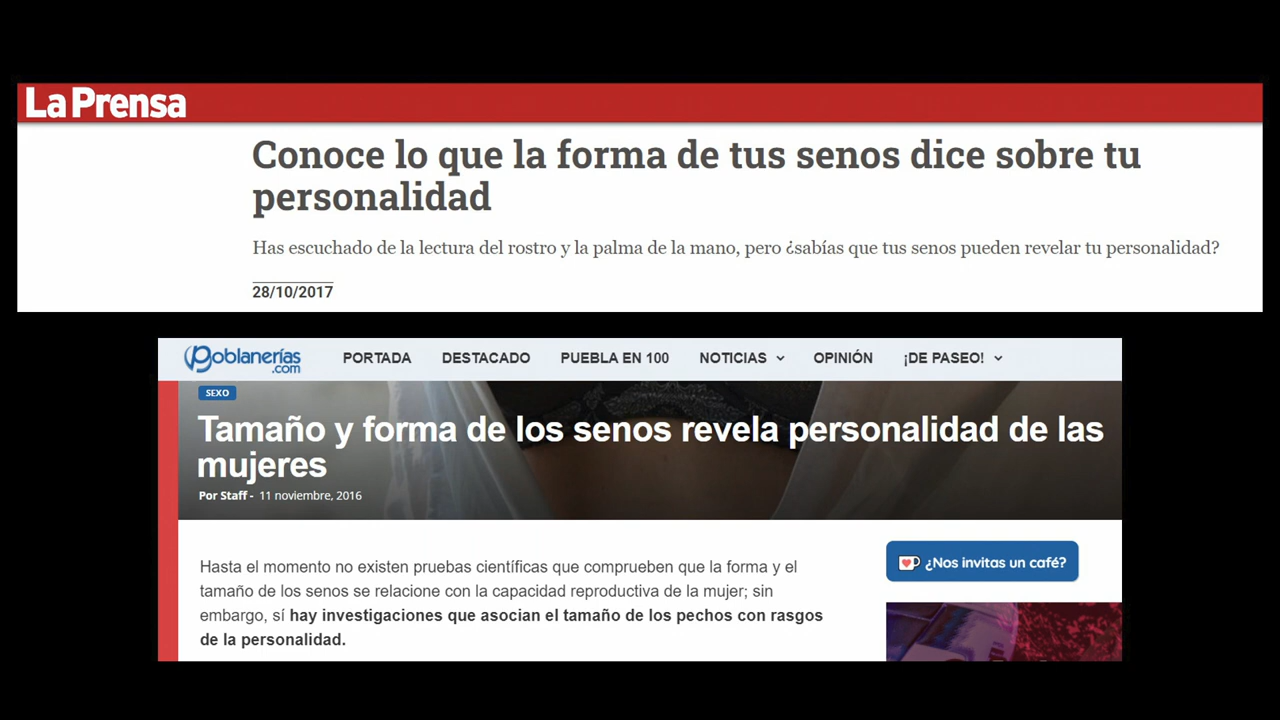 La Prensa
Conoce lo que la forma de tus senos dice sobre tu
personalidad
Has escuchado de la lectura del rostro y la palma de la mano, pero ¿sabías que tus senos pueden revelar tu personalidad?
28/10/2017
Poblanerías
.com
PORTADA DESTACADO PUEBLA EN 100 NOTICIAS OPINIÓN ¡DE PASEO!
SEXO
Tamaño y forma de los senos revela personalidad de las
mujeres
Por Staff - 11 noviembre, 2016
Hasta el momento no existen pruebas científicas que comprueben que la forma y el
tamaño de los senos se relacione con la capacidad reproductiva de la mujer; sin
embargo, sí hay investigaciones que asocian el tamaño de los pechos con rasgos
de la personalidad.
¿Nos invitas un café?